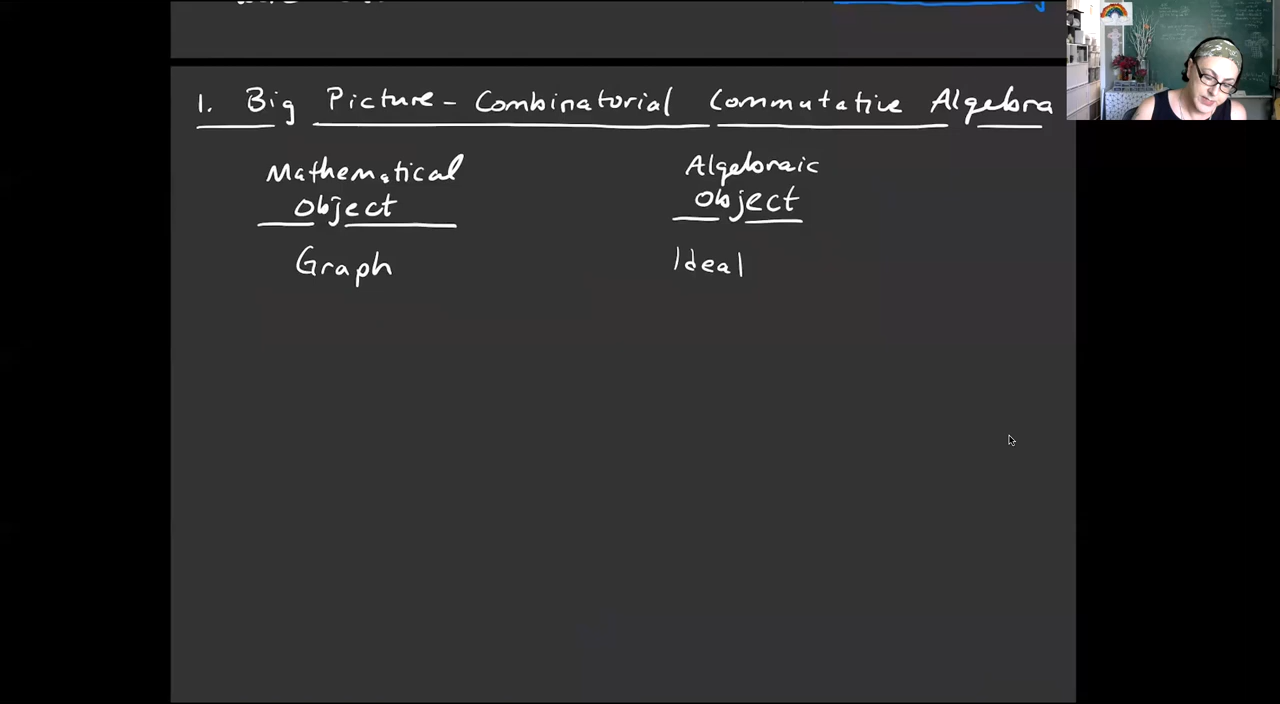 1. Big Picture - Combinatorial Commutative Algebra
Mathematical
Object
Algebraic
Object
Graph
Ideal